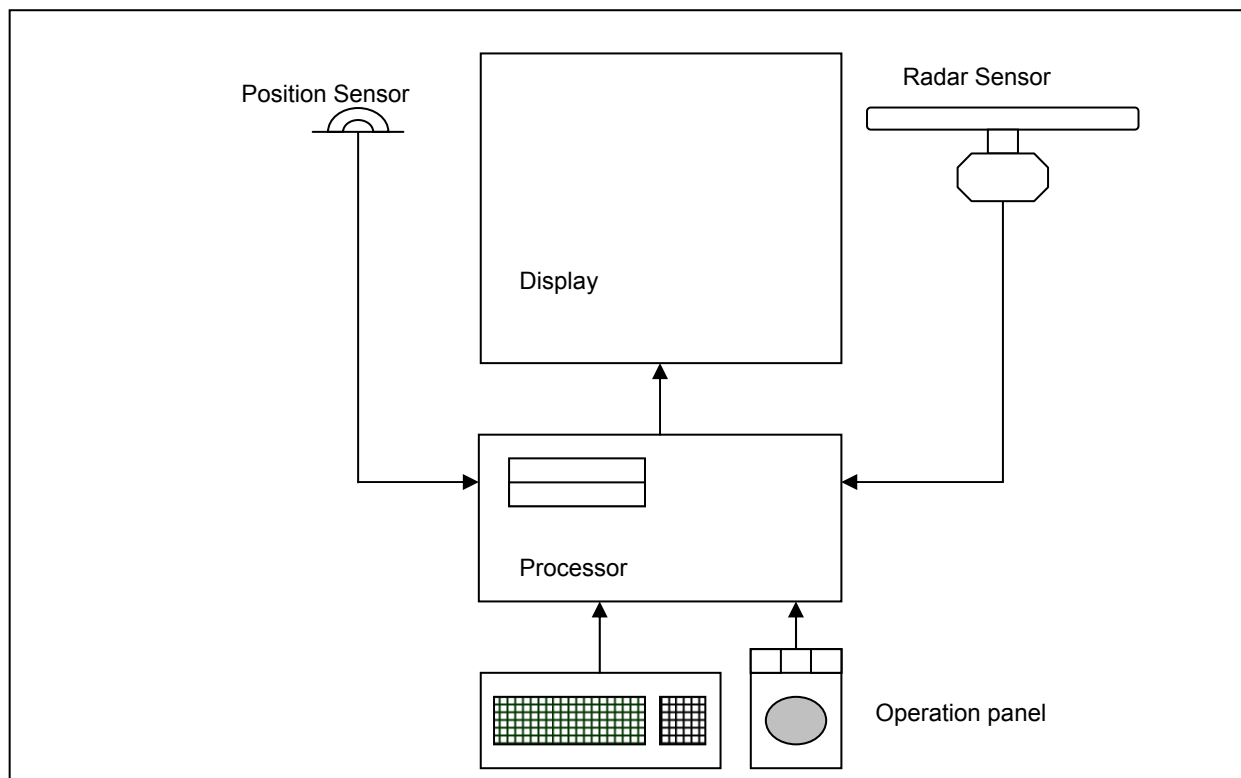 Position Sensor
Radar Sensor
Display
Processor
Operation panel